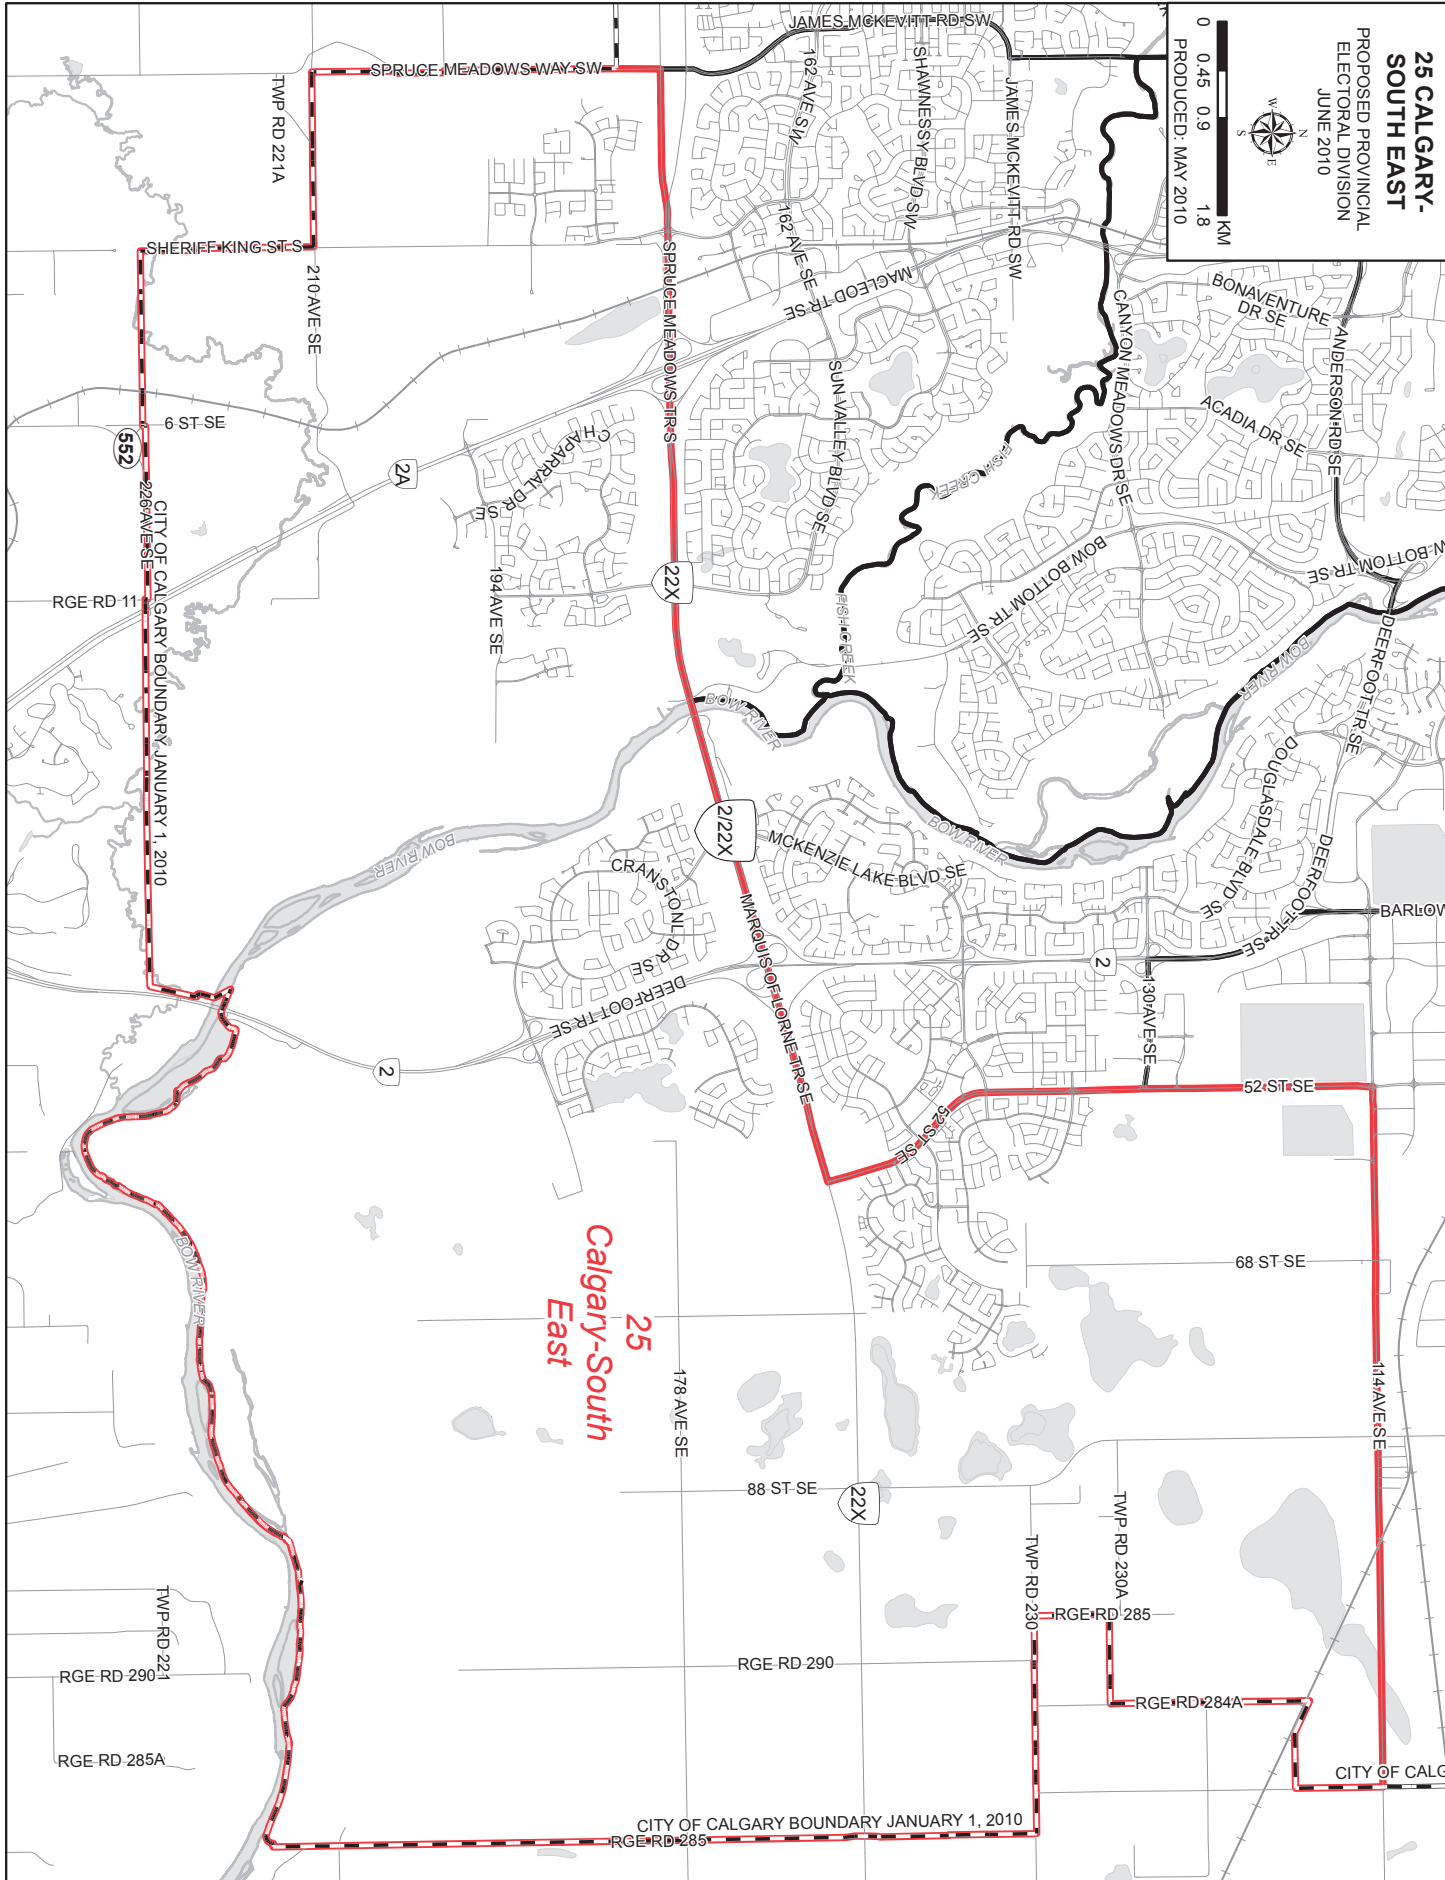 25 CALGARY-
SOUTH EAST
PROPOSED PROVINCIAL
ELECTORAL DIVISION
JUNE 2010
N
W
E
S
KM
0 0.45 0.9 1.8
PRODUCED: MAY 2010
JAMES MCKEVITT RD SW
SPRUCE MEADOWS WAY SW
162 AVE SW
SHAWNESSY BLVD SW
JAMES MCKEVITT RD SW
TWP RD 221A
SHERIFF KING ST S
210 AVE SE
162 AVE SE
MACLEOD TR SE
SPRUCE MEADOWS TR S
CANYON MEADOWS DR SE
BONAVENTURE
DR SE
ANDERSON RD SE
ACADIA DR SE
SUN VALLEY BLVD SE
FISH CREEK
FISH CREEK
FISH CREEK
6 ST SE
552
2A
CHAPARRAL DR SE
226 AVE SE
CITY OF CALGARY BOUNDARY JANUARY 1, 2010
RGE RD 11
194 AVE SE
22X
BOW BOTTOM TR SE
W BOTTOM TR SE
DEERFOOT TR SE
BOW RIVER
BOW RIVER
BOW RIVER
BOW RIVER
DOUGLASDALE BLVD SE
DEERFOOT TR SE
BARLOW
2/22X
MCKENZIE LAKE BLVD SE
CRANSTON DR SE
MARQUIS OF LORNE TR SE
DEERFOOT TR SE
2
2
130 AVE SE
52 ST SE
52 ST SE
68 ST SE
114 AVE SE
25
Calgary-South
East
178 AVE SE
88 ST SE
22X
BOW RIVER
TWP RD 230A
TWP RD 230
RGE RD 285
RGE RD 290
RGE RD 284A
TWP RD 221
RGE RD 290
RGE RD 285A
CITY OF CALG
CITY OF CALGARY BOUNDARY JANUARY 1, 2010
RGE RD 285